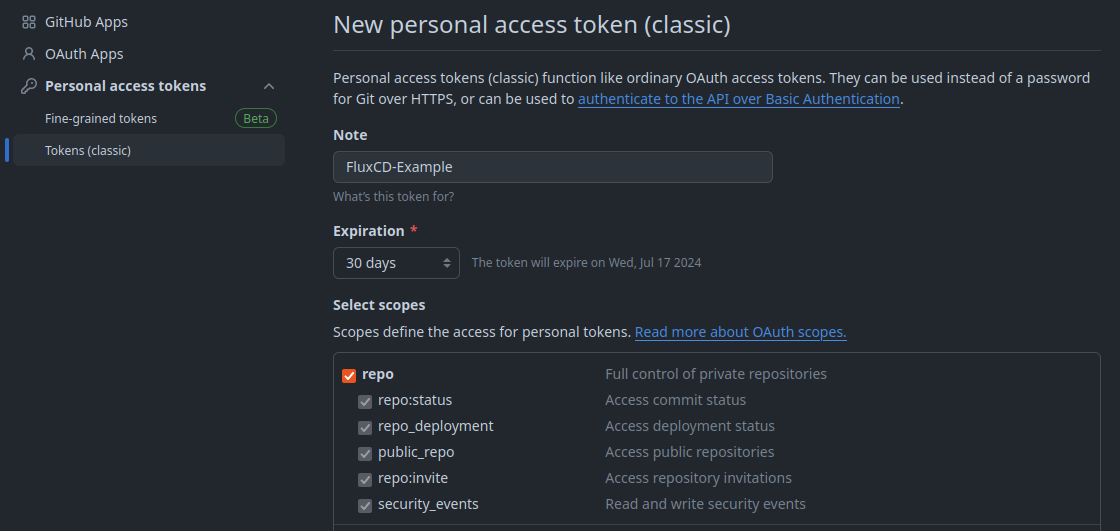 GitHub Apps
OAuth Apps
Personal access tokens
Fine-grained tokens Beta
Tokens (classic)
New personal access token (classic)
Personal access tokens (classic) function like ordinary OAuth access tokens. They can be used instead of a password
for Git over HTTPS, or can be used to authenticate to the API over Basic Authentication.
Note
FluxCD-Example
What's this token for?
Expiration *
30 days The token will expire on Wed, Jul 17 2024
Select scopes
Scopes define the access for personal tokens. Read more about OAuth scopes.
repo Full control of private repositories
repo:status Access commit status
repo_deployment Access deployment status
public_repo Access public repositories
repo:invite Access repository invitations
security_events Read and write security events